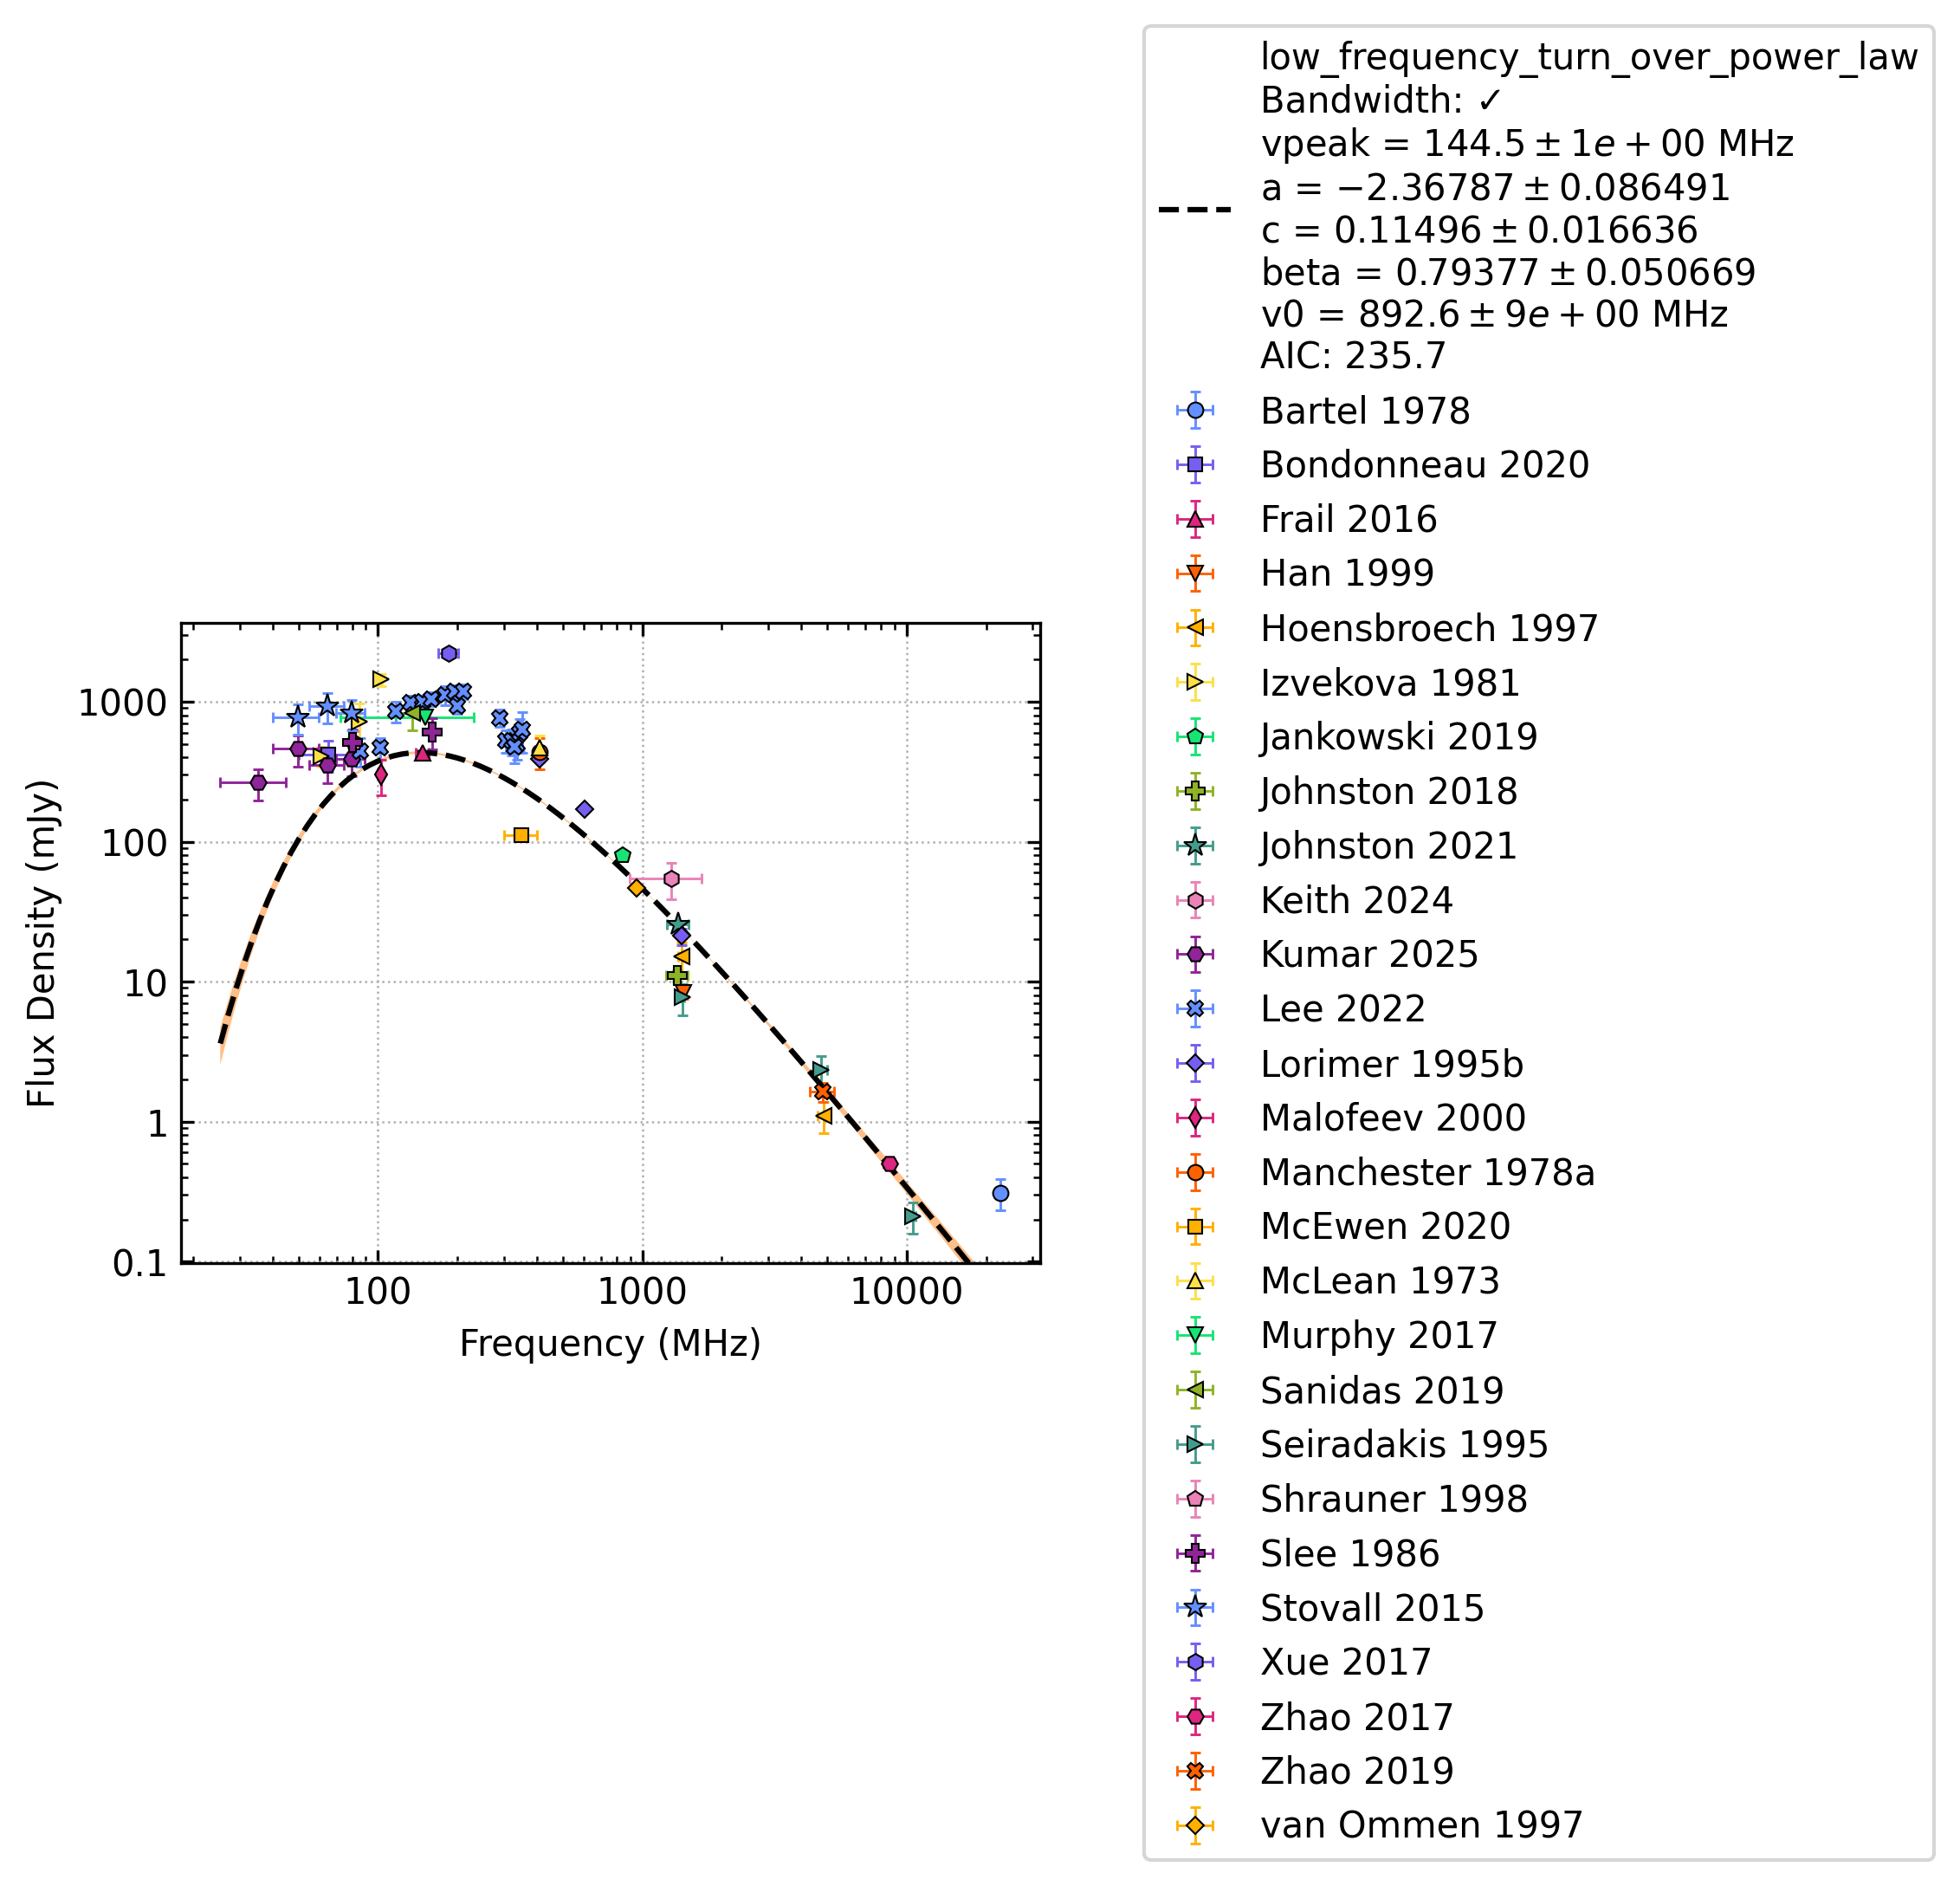 low_frequency_turn_over_power_law
Bandwidth: ✓
vpeak = 144.5 ± 1e + 00 MHz
a = −2.36787 ± 0.086491
c = 0.11496 ± 0.016636
beta = 0.79377 ± 0.050669
v0 = 892.6 ± 9e + 00 MHz
AIC: 235.7
Bartel 1978
Bondonneau 2020
Frail 2016
Han 1999
Hoensbroech 1997
Izvekova 1981
Jankowski 2019
Johnston 2018
Johnston 2021
Keith 2024
Kumar 2025
Lee 2022
Lorimer 1995b
Malofeev 2000
Manchester 1978a
McEwen 2020
McLean 1973
Murphy 2017
Sanidas 2019
Seiradakis 1995
Shrauner 1998
Slee 1986
Stovall 2015
Xue 2017
Zhao 2017
Zhao 2019
van Ommen 1997
Flux Density (mJy)
1000
100
10
1
0.1
100 1000 10000
Frequency (MHz)